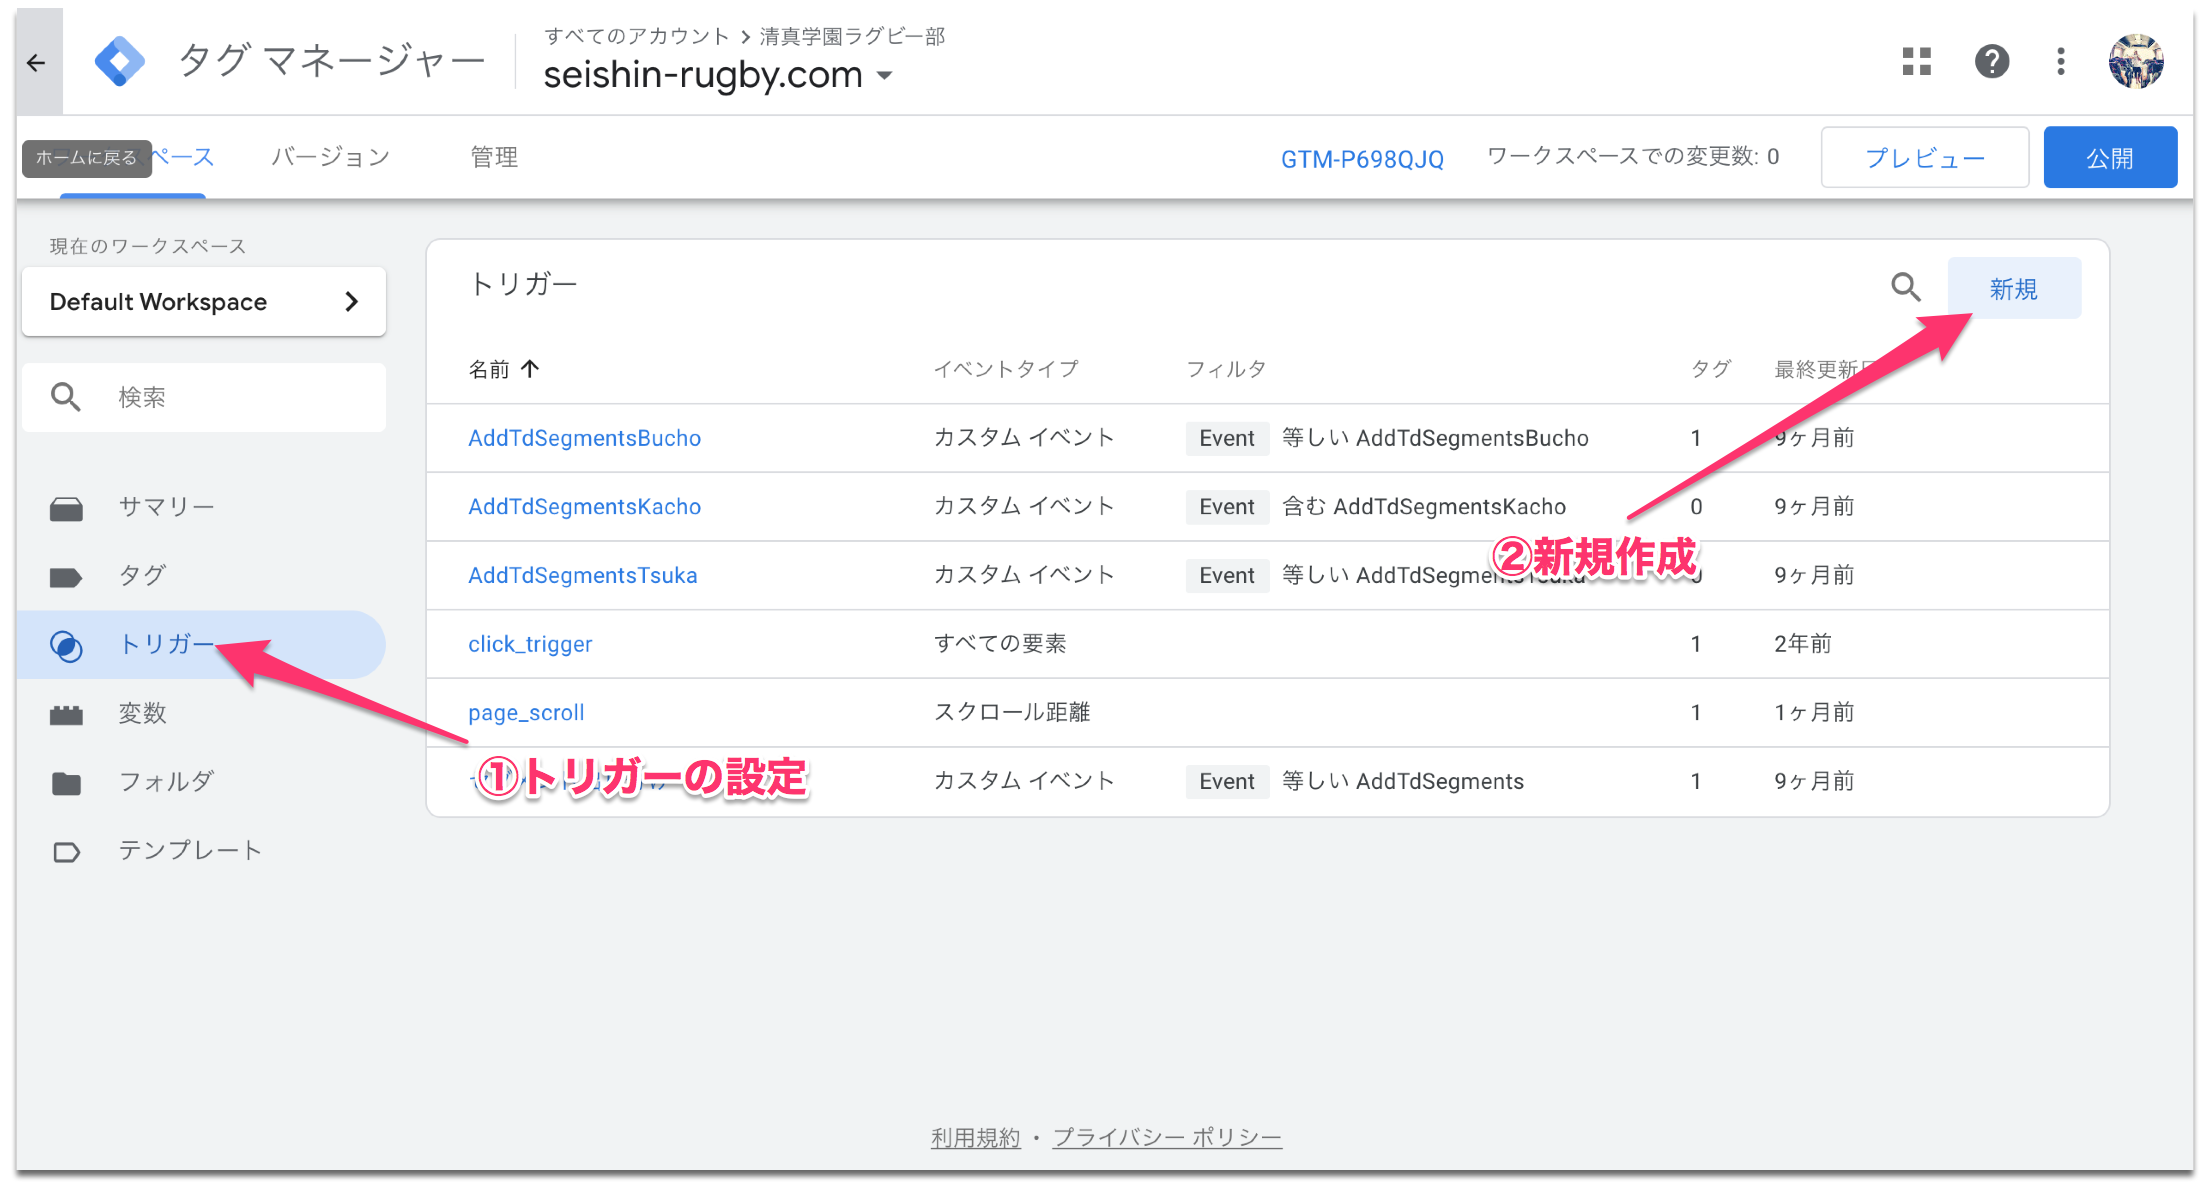 タグ マネージャー
すべてのアカウント > 清真学園ラグビー部
seishin-rugby.com
ホームに戻る
ペース
バージョン
管理
GTM-P698QJQ
ワークスペースでの変更数: 0
プレビュー
公開
現在のワークスペース
Default Workspace
検索
サマリー
タグ
トリガー
変数
フォルダ
テンプレート
トリガー
新規
名前 イベントタイプ フィルタ タグ 最終更新日
AddTdSegmentsBucho カスタム イベント Event 等しい AddTdSegmentsBucho 1 9ヶ月前
AddTdSegmentsKacho カスタム イベント Event 含む AddTdSegmentsKacho 0 9ヶ月前
AddTdSegmentsTsuka カスタム イベント Event 等しい AddTdSegmentsTsuka 0 9ヶ月前
②新規作成
click_trigger すべての要素 1 2年前
page_scroll スクロール距離 1 1ヶ月前
①トリガーの設定
カスタム イベント Event 等しい AddTdSegments 1 9ヶ月前
利用規約 ・ プライバシー ポリシー